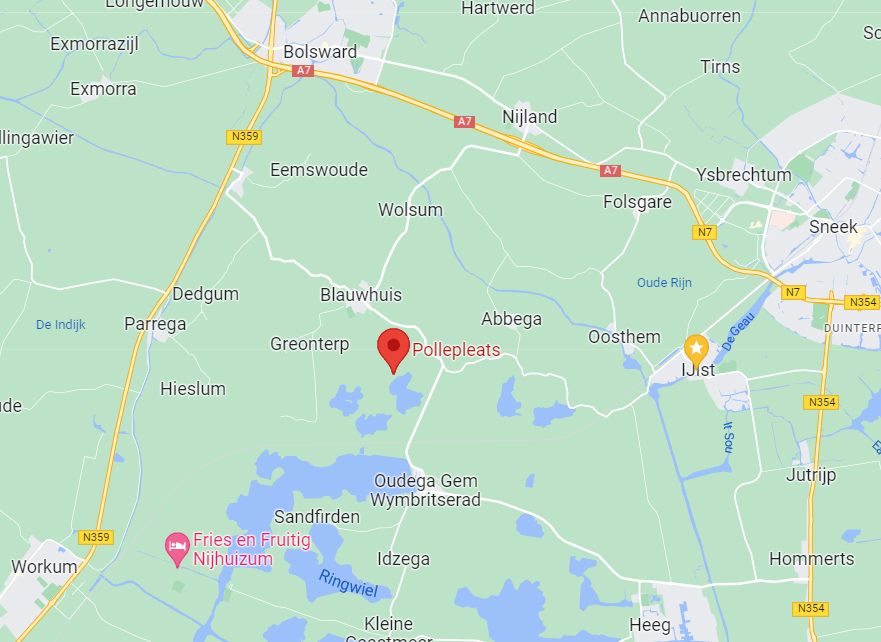 Longerhouw
Hartwerd
Annabuorren
Exmorrazijl
Bolsward
Tirns
A7
Exmorra
A7
Nijland
N359
llingawier
Eemswoude
A7
Ysbrechtum
Folsgare
Wolsum
Sneek
N7
Oude Rijn
Dedgum
Blauwhuis
N7
N354
De Indijk
Parrega
Abbega
DUINTERP
Greonterp
Pollepleats
Oosthem
De Geau
IJlst
Hieslum
N354
de
It Sou
Oudega Gem
Wymbritserad
Jutrijp
Sandfirden
N359
Fries en Fruitig
Nijhuizum
Idzega
Workum
Hommerts
Ringwiel
N354
Kleine
Gaastmeer
Heeg